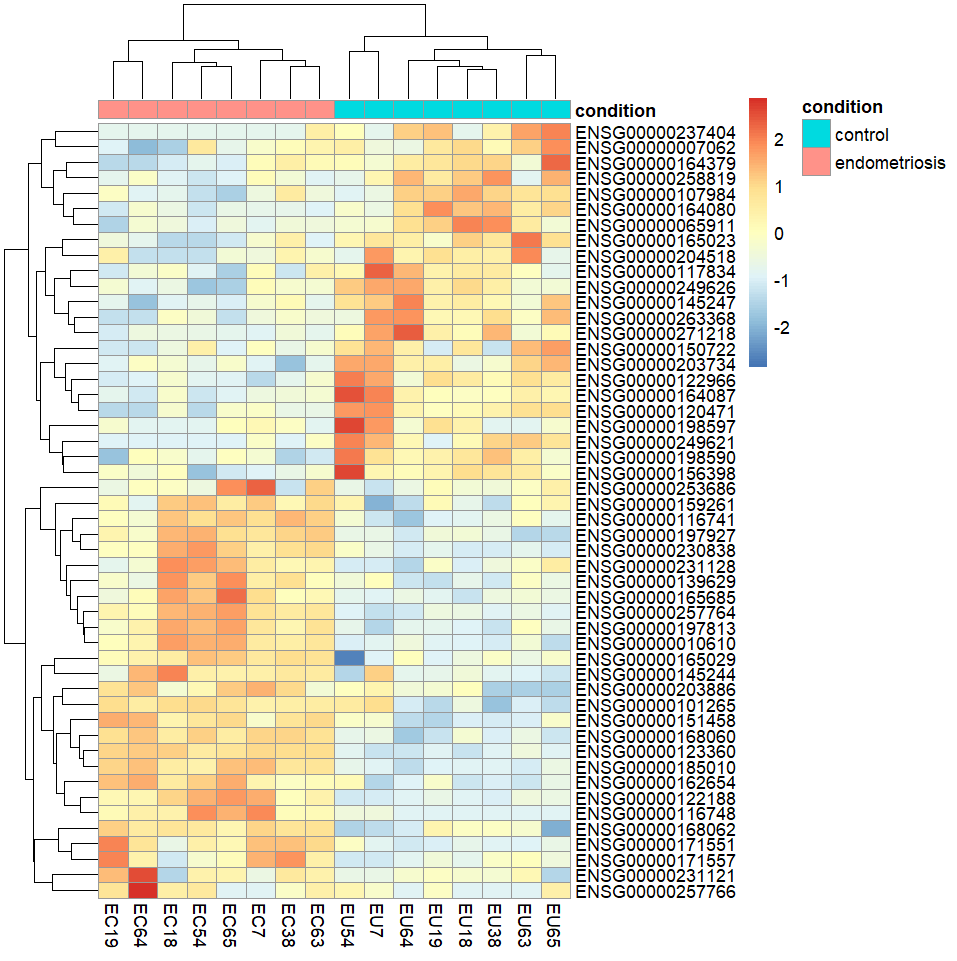 condition
ENSG00000237404
ENSG00000007062
ENSG00000164379
ENSG00000258819
ENSG00000107984
ENSG00000164080
ENSG00000065911
ENSG00000165023
ENSG00000204518
ENSG00000117834
ENSG00000249626
ENSG00000145247
ENSG00000263368
ENSG00000271218
ENSG00000150722
ENSG00000203734
ENSG00000122966
ENSG00000164087
ENSG00000120471
ENSG00000198597
ENSG00000249621
ENSG00000198590
ENSG00000156398
ENSG00000253686
ENSG00000159261
ENSG00000116741
ENSG00000197927
ENSG00000230838
ENSG00000231128
ENSG00000139629
ENSG00000165685
ENSG00000257764
ENSG00000197813
ENSG00000010610
ENSG00000165029
ENSG00000145244
ENSG00000203886
ENSG00000101265
ENSG00000151458
ENSG00000168060
ENSG00000123360
ENSG00000185010
ENSG00000162654
ENSG00000122188
ENSG00000116748
ENSG00000168062
ENSG00000171551
ENSG00000171557
ENSG00000231121
ENSG00000257766
EC19
EC64
EC18
EC54
EC65
EC7
EC38
EC63
EU54
EU7
EU64
EU19
EU18
EU38
EU63
EU65
2
1
0
-1
-2
condition
control
endometriosis